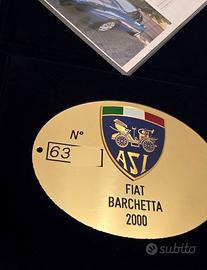 N°
63
ASI
FIAT
BARCHETTA
2000
subito